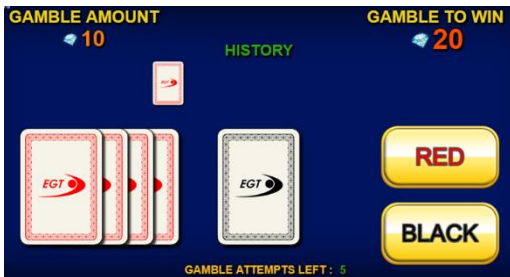 GAMBLE AMOUNT
10
GAMBLE TO WIN
20
HISTORY
EGT
EGT
EGT
RED
BLACK
GAMBLE ATTEMPTS LEFT : 5